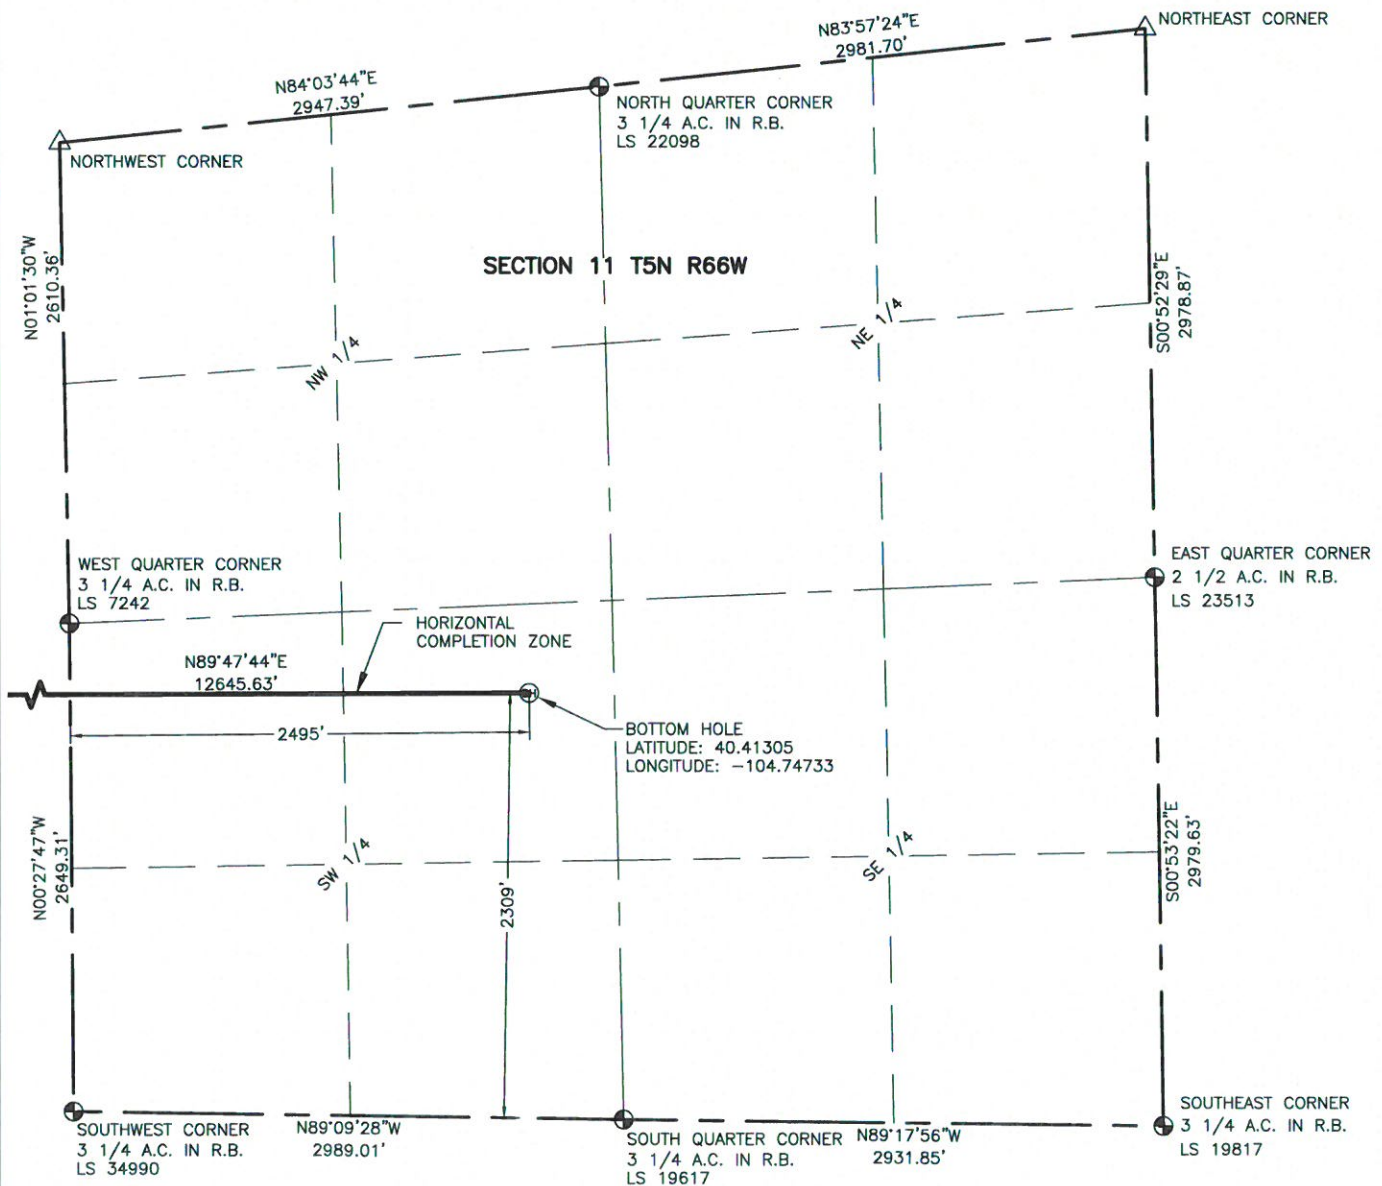 NORTHEAST CORNER
N83°57'24"E
2981.70'
N84°03'44"E
2947.39'
NORTH QUARTER CORNER
3 1/4 A.C. IN R.B.
LS 22098
NORTHWEST CORNER
N01°01'30"W
2610.36'
SECTION 11 T5N R66W
S00°52'29"E
2978.87'
NW 1/4
NE 1/4
WEST QUARTER CORNER
3 1/4 A.C. IN R.B.
LS 7242
EAST QUARTER CORNER
2 1/2 A.C. IN R.B.
LS 23513
HORIZONTAL
COMPLETION ZONE
N89°47'44"E
12645.63'
2495'
BOTTOM HOLE
LATITUDE: 40.41305
LONGITUDE: -104.74733
N00°27'47"W
2649.31'
SW 1/4
2309'
SE 1/4
S00°53'22"E
2979.63'
SOUTHWEST CORNER
3 1/4 A.C. IN R.B.
LS 34990
N89°09'28"W
2989.01'
SOUTH QUARTER CORNER
3 1/4 A.C. IN R.B.
LS 19617
N89°17'56"W
2931.85'
SOUTHEAST CORNER
3 1/4 A.C. IN R.B.
LS 19817